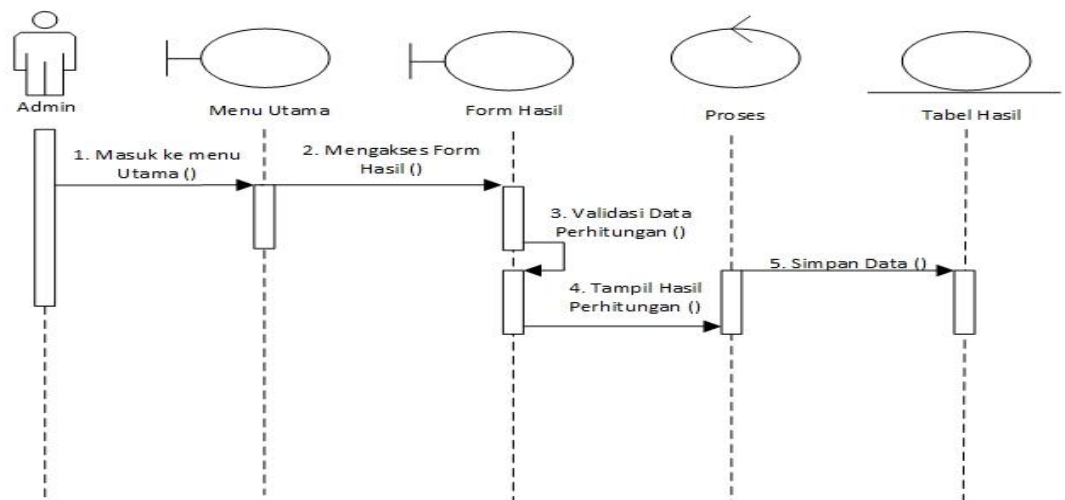 Admin
Menu Utama
Form Hasil
Proses
Tabel Hasil
1. Masuk ke menu
Utama ()
2. Mengakses Form
Hasil ()
3. Validasi Data
Perhitungan ()
4. Tampil Hasil
Perhitungan ()
5. Simpan Data ()